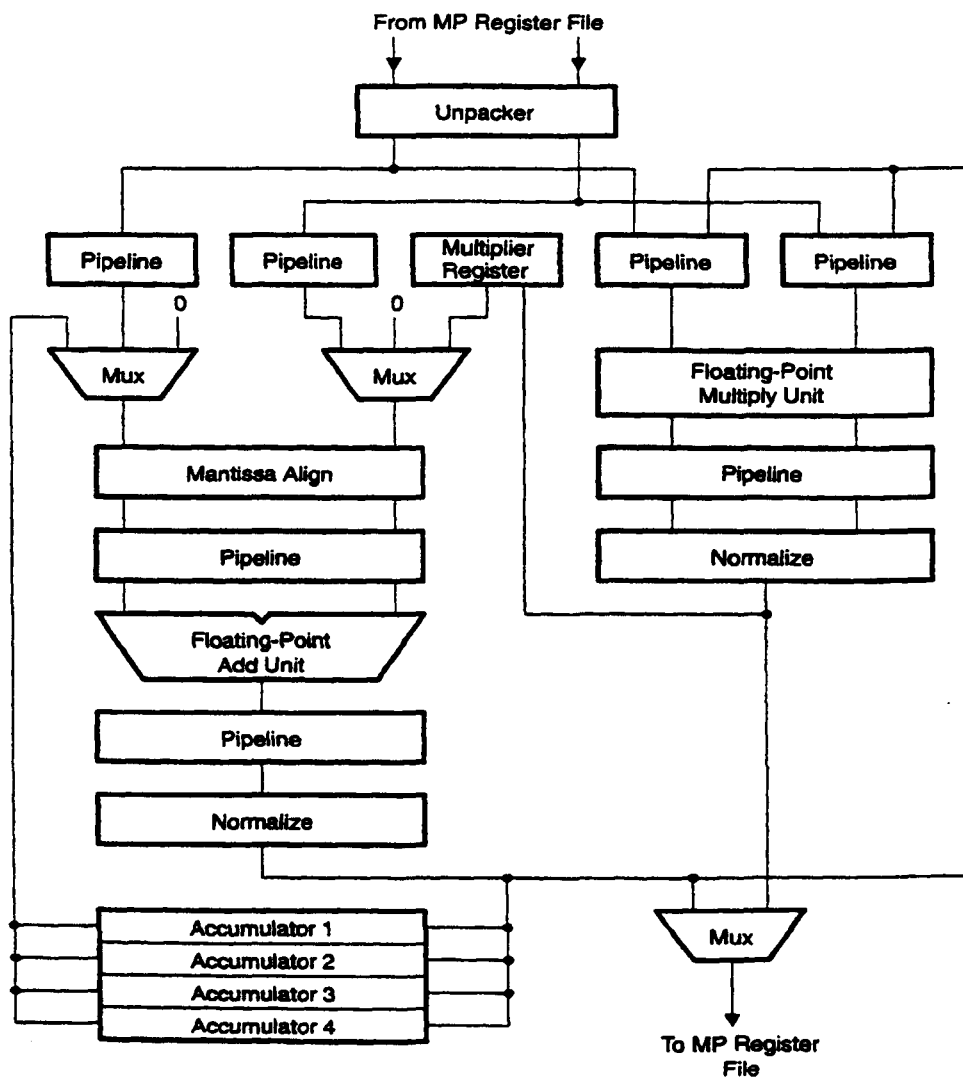 From MP Register File
Unpacker
Pipeline
Pipeline
Multiplier
Register
Pipeline
Pipeline
0
0
Mux
Mux
Floating-Point
Multiply Unit
Mantissa Align
Pipeline
Pipeline
Normalize
Floating-Point
Add Unit
Pipeline
Normalize
Accumulator 1
Accumulator 2
Accumulator 3
Accumulator 4
Mux
To MP Register
File